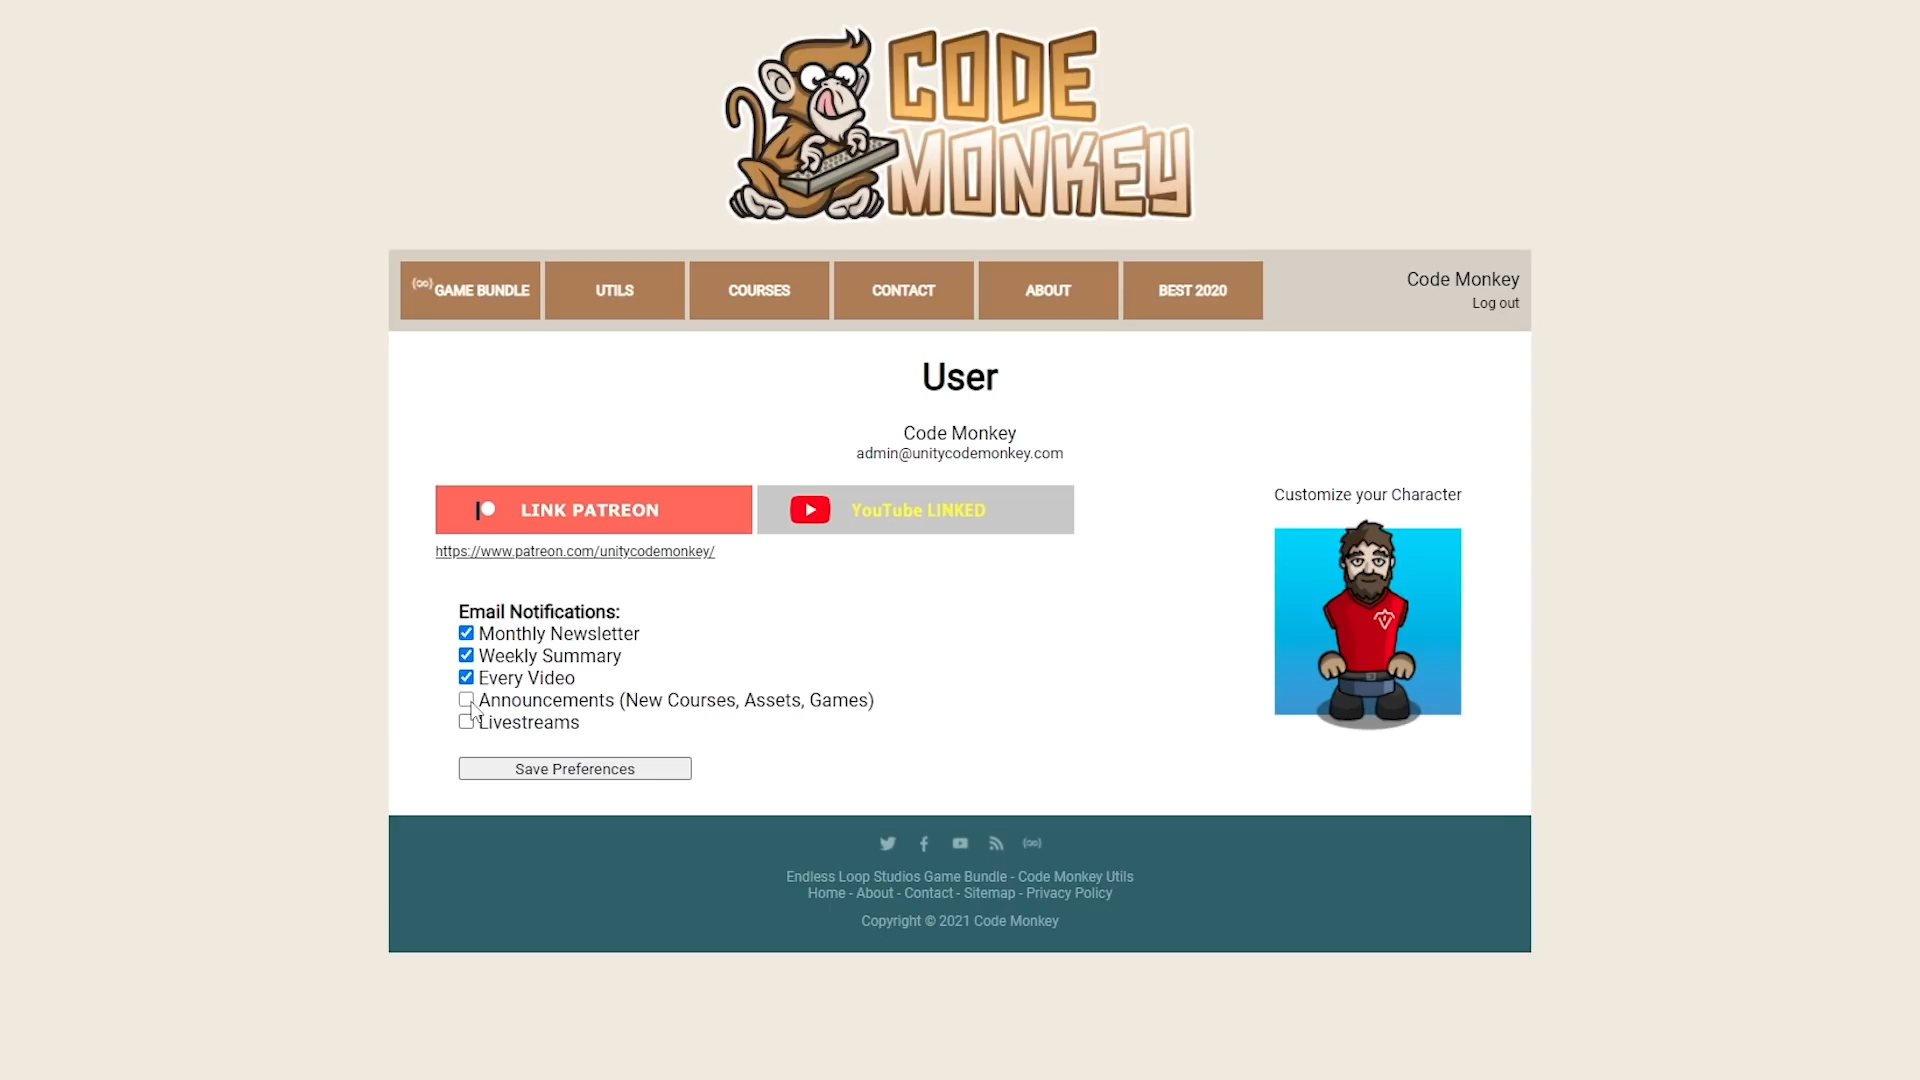 CODE
MONKEY
GAME BUNDLE
UTILS
COURSES
CONTACT
ABOUT
BEST 2020
Code Monkey
Log out
User
Code Monkey
admin@unitycodemonkey.com
LINK PATREON
YouTube LINKED
Customize your Character
https://www.patreon.com/unitycodemonkey/
Email Notifications:
Monthly Newsletter
Weekly Summary
Every Video
Announcements (New Courses, Assets, Games)
Livestreams
Save Preferences
Endless Loop Studios Game Bundle - Code Monkey Utils
Home - About - Contact - Sitemap - Privacy Policy
Copyright © 2021 Code Monkey